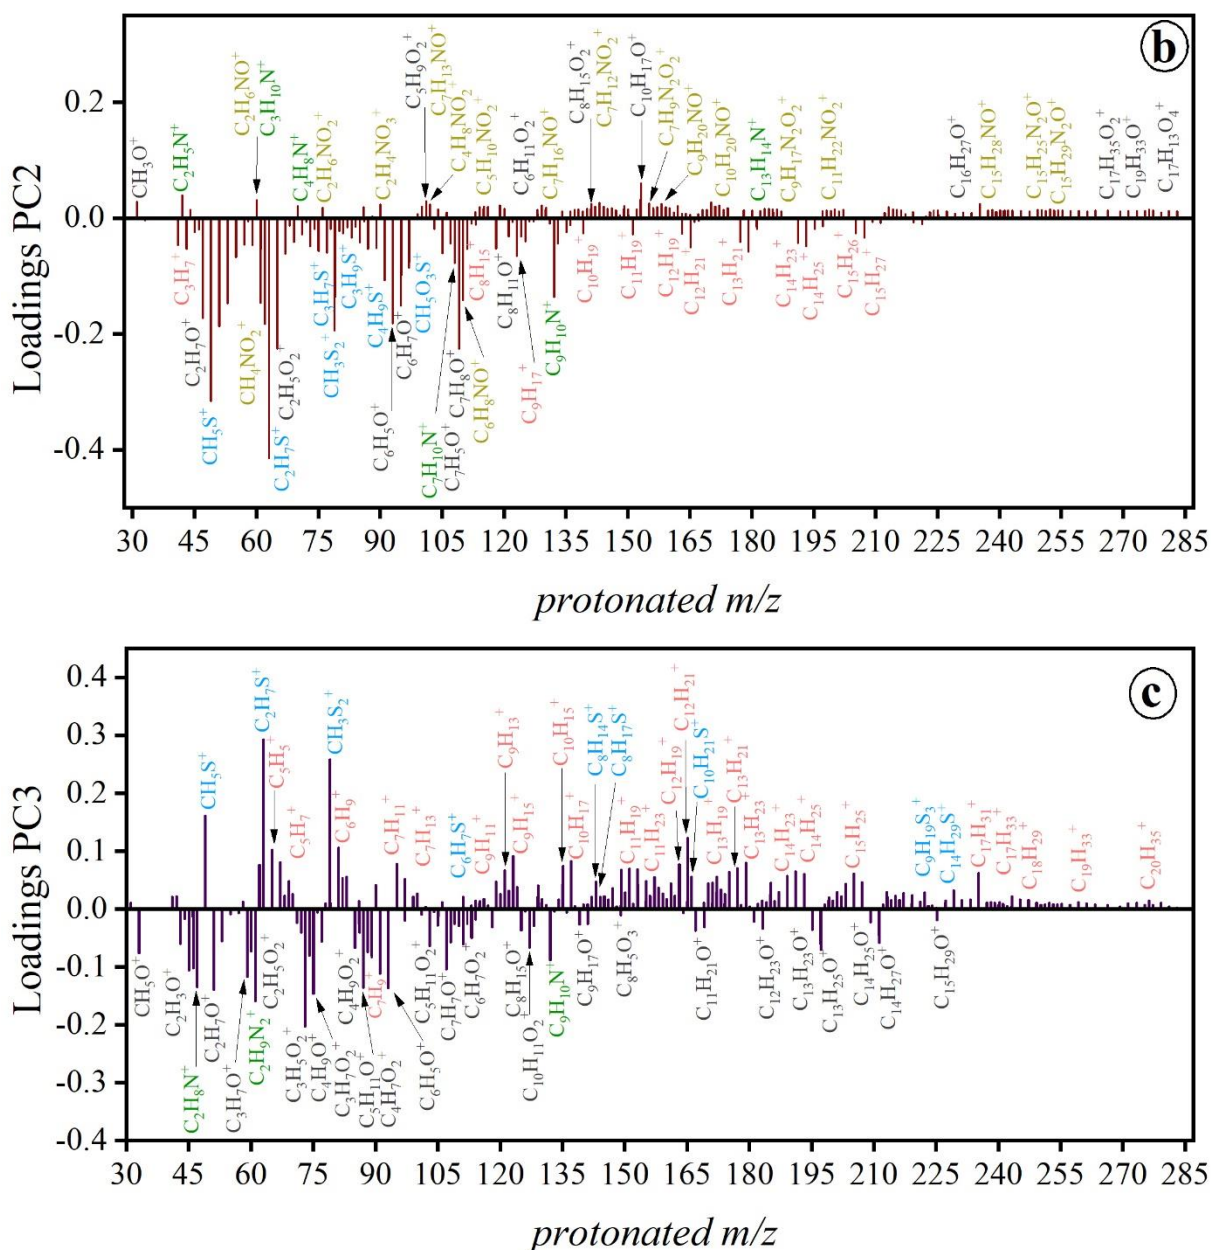 b
Loadings PC2
0.2
0.0
-0.2
-0.4
CH₃O⁺
C₂H₅N⁺
C₂H₆NO⁺
C₃H₁₀N⁺
C₄H₈N⁺
C₂H₆NO₂⁺
C₂H₄NO₃⁺
C₅H₉O₂⁺
C₇H₁₃NO⁺
C₄H₈NO₂⁺
C₅H₁₀NO₂⁺
C₆H₁₁O₂⁺
C₇H₁₆NO⁺
C₈H₁₅O₂⁺
C₇H₁₂NO₂⁺
C₁₀H₁₇O⁺
C₇H₉N₂O₂⁺
C₉H₂₀NO⁺
C₁₀H₂₀NO⁺
C₁₃H₁₄N⁺
C₉H₁₇N₂O⁺
C₁₁H₂₂NO₂⁺
C₁₆H₂₇O⁺
C₁₅H₂₈NO⁺
C₁₅H₂₅N₂O⁺
C₁₅H₂₉N₂O⁺
C₁₇H₃₅O₂⁺
C₁₉H₃₃O⁺
C₁₇H₁₃O₄⁺
C₃H₇⁺
C₂H₇O⁺
CH₅S⁺
CH₄NO₂⁺
C₂H₇S⁺
C₂H₅O₂⁺
C₃H₇S⁺
CH₃S₂⁺
C₃H₉S⁺
C₄H₉S⁺
C₆H₅O⁺
C₆H₇O⁺
CH₅O₃S⁺
C₇H₁₀N⁺
C₇H₅O⁺
C₇H₈O⁺
C₆H₈NO⁺
C₈H₁₅⁺
C₈H₁₁O⁺
C₉H₁₇⁺
C₉H₁₀N⁺
C₁₀H₁₉⁺
C₁₁H₁₉⁺
C₁₂H₁₉⁺
C₁₂H₂₁⁺
C₁₃H₂₁⁺
C₁₄H₂₃⁺
C₁₄H₂₅⁺
C₁₅H₂₆⁺
C₁₅H₂₇⁺
30 45 60 75 90 105 120 135 150 165 180 195 210 225 240 255 270 285
protonated m/z
c
Loadings PC3
0.4
0.3
0.2
0.1
0.0
-0.1
-0.2
-0.3
-0.4
CH₅S⁺
C₂H₇S⁺
C₅H₅⁺
C₅H₇⁺
CH₃S₂⁺
C₆H₉⁺
C₇H₁₁⁺
C₇H₁₃⁺
C₆H₇S⁺
C₉H₁₁⁺
C₉H₁₃⁺
C₉H₁₅⁺
C₁₀H₁₅⁺
C₁₀H₁₇⁺
C₈H₁₄S⁺
C₈H₁₇S⁺
C₁₁H₁₉⁺
C₁₁H₂₃⁺
C₁₂H₁₉⁺
C₁₂H₂₁⁺
C₁₀H₂₁S⁺
C₁₃H₁₉⁺
C₁₃H₂₁⁺
C₁₃H₂₃⁺
C₁₄H₂₃⁺
C₁₄H₂₅⁺
C₁₅H₂₅⁺
C₉H₁₉S₃⁺
C₁₄H₂₉S⁺
C₁₇H₃₁⁺
C₁₇H₃₃⁺
C₁₈H₂₉⁺
C₁₉H₃₃⁺
C₂₀H₃₅⁺
CH₅O⁺
C₂H₃O⁺
C₂H₈N⁺
C₂H₇O⁺
C₃H₇O⁺
C₂H₉N₂⁺
C₂H₅O₂⁺
C₃H₅O₂⁺
C₄H₉O⁺
C₃H₇O₂⁺
C₄H₉O₂⁺
C₅H₁₁O⁺
C₇H₉⁺
C₄H₇O₂⁺
C₆H₅O⁺
C₅H₁₁O₂⁺
C₇H₇O⁺
C₆H₇O₂⁺
C₈H₁₅O⁺
C₁₀H₁₁O₂⁺
C₉H₁₀N⁺
C₉H₁₇O⁺
C₈H₅O₃⁺
C₁₁H₂₁O⁺
C₁₂H₂₃O⁺
C₁₃H₂₃O⁺
C₁₃H₂₅O⁺
C₁₄H₂₅O⁺
C₁₄H₂₇O⁺
C₁₅H₂₉O⁺
30 45 60 75 90 105 120 135 150 165 180 195 210 225 240 255 270 285
protonated m/z